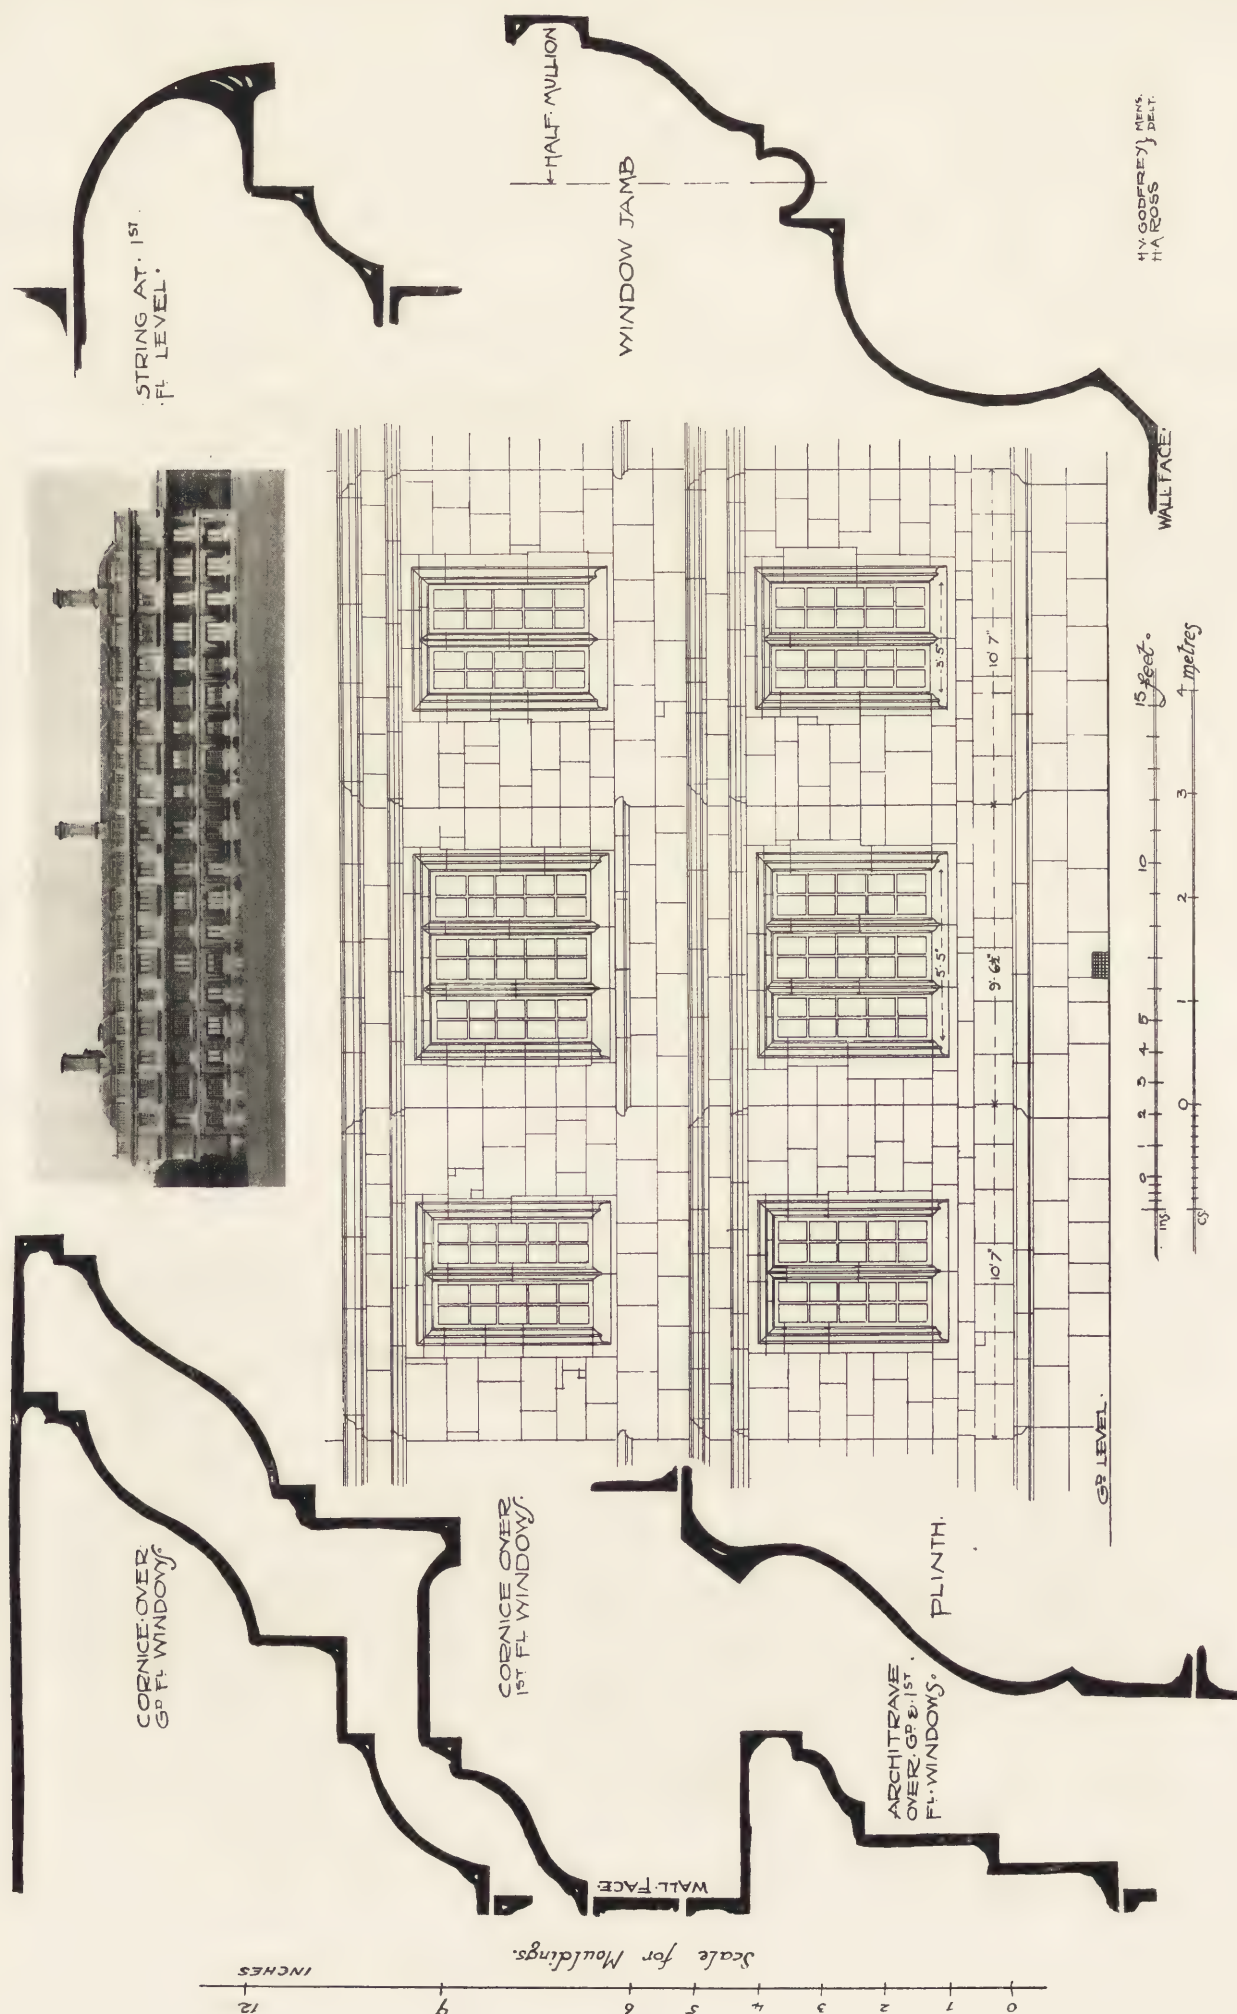 STRING AT · 1ST ·
FL LEVEL ·
←HALF · MULLION
WINDOW JAMB
WALL FACE ·
H.V. GODFREY } MENS.
H.A ROSS } DELT.
CORNICE · OVER
GD FL WINDOWS.
CORNICE OVER
1ST FL WINDOWS.
PLINTH.
ARCHITRAVE
OVER. GD & 1ST.
FL. WINDOWS.
WALL. FACE.
GD LEVEL.
3'.5"
5'.5"
10'7"
9'.6½"
10'7"
ins. 0 1 2 3 4 5 10 15 feet.
cs. 0 1 2 3 4 metres
Scale for Mouldings.
INCHES
0 1 2 3 4 5 6 9 12